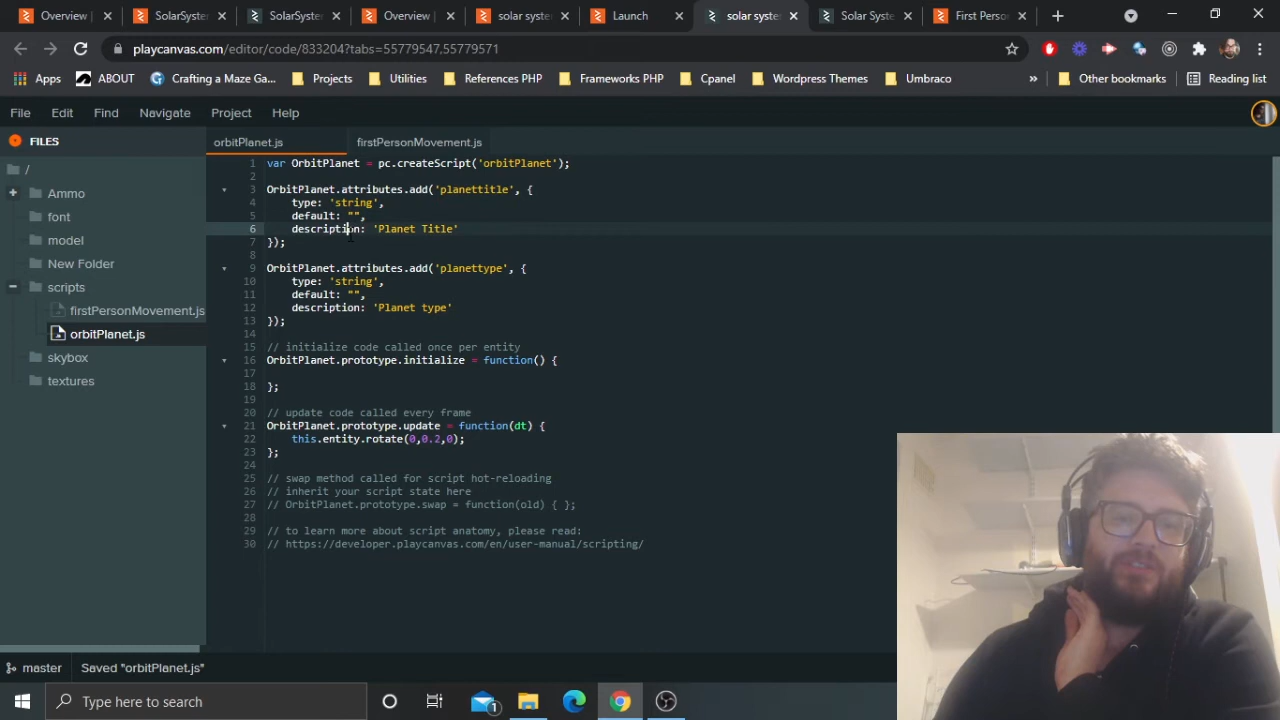 Overview
SolarSystem
SolarSystem
Overview |
solar syste
Launch
solar syste
Solar Syste
First Perso
playcanvas.com/editor/code/833204?tabs=55779547,55779571
Apps
ABOUT
Crafting a Maze Ga...
Projects
Utilities
References PHP
Frameworks PHP
Cpanel
Wordpress Themes
Umbraco
»
Other bookmarks
Reading list
File
Edit
Find
Navigate
Project
Help
FILES
/
Ammo
font
model
New Folder
scripts
firstPersonMovement.js
orbitPlanet.js
skybox
textures
orbitPlanet.js
firstPersonMovement.js
1 var OrbitPlanet = pc.createScript('orbitPlanet');
2
3 OrbitPlanet.attributes.add('planettitle', {
4 type: 'string',
5 default: "",
6 description: 'Planet Title'
7 });
8
9 OrbitPlanet.attributes.add('planettype', {
10 type: 'string',
11 default: "",
12 description: 'Planet type'
13 });
14
15 // initialize code called once per entity
16 OrbitPlanet.prototype.initialize = function() {
17
18 };
19
20 // update code called every frame
21 OrbitPlanet.prototype.update = function(dt) {
22 this.entity.rotate(0,0.2,0);
23 };
24
25 // swap method called for script hot-reloading
26 // inherit your script state here
27 // OrbitPlanet.prototype.swap = function(old) { };
28
29 // to learn more about script anatomy, please read:
30 // https://developer.playcanvas.com/en/user-manual/scripting/
master
Saved "orbitPlanet.js"
Type here to search
1